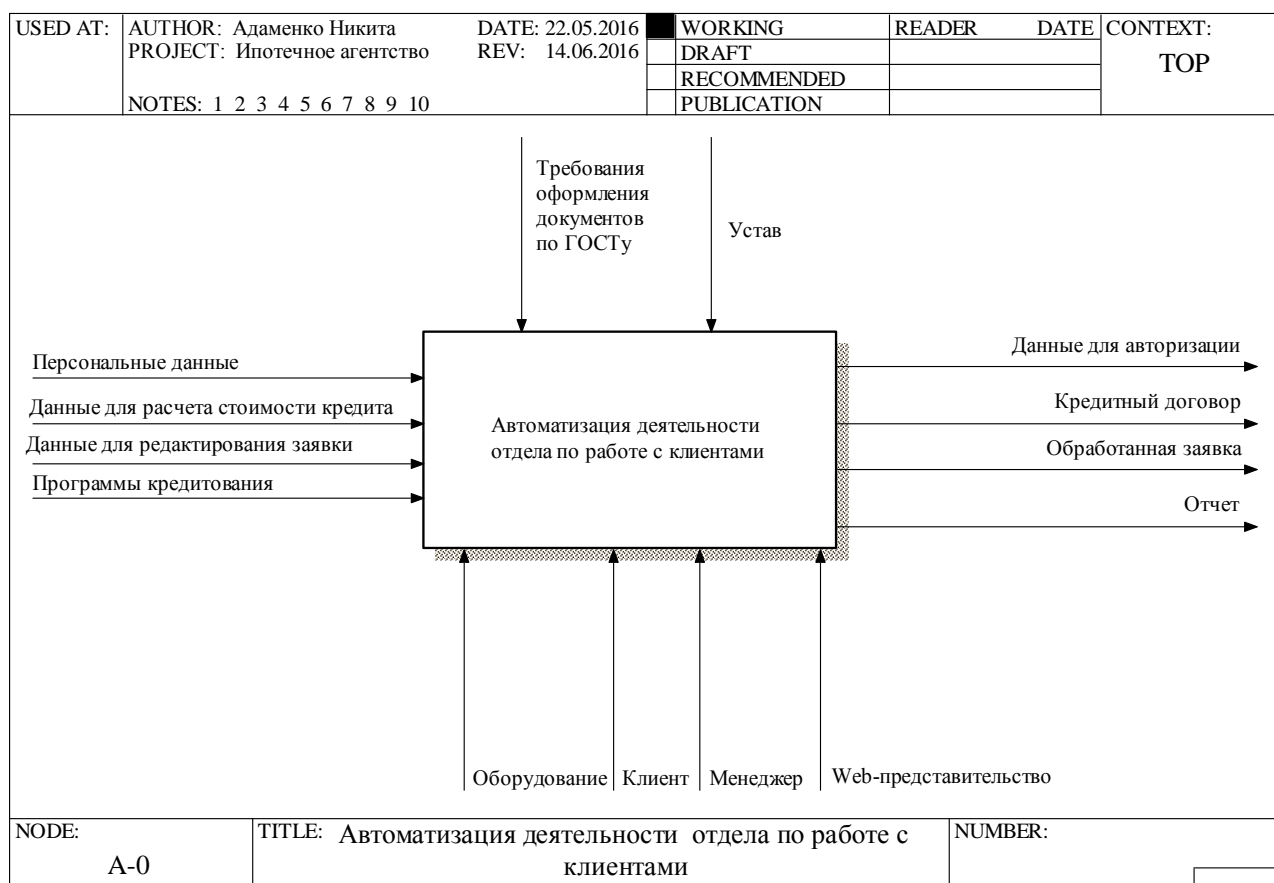 USED AT:
AUTHOR: Адаменко Никита
DATE: 22.05.2016
PROJECT: Ипотечное агентство
REV: 14.06.2016
NOTES: 1 2 3 4 5 6 7 8 9 10
WORKING
DRAFT
RECOMMENDED
PUBLICATION
READER
DATE
CONTEXT:
TOP
Требования
оформления
документов
по ГОСТу
Устав
Персональные данные
Данные для расчета стоимости кредита
Данные для редактирования заявки
Программы кредитования
Автоматизация деятельности
отдела по работе с клиентами
Данные для авторизации
Кредитный договор
Обработанная заявка
Отчет
Оборудование
Клиент
Менеджер
Web-представительство
NODE:
A-0
TITLE: Автоматизация деятельности отдела по работе с
клиентами
NUMBER: